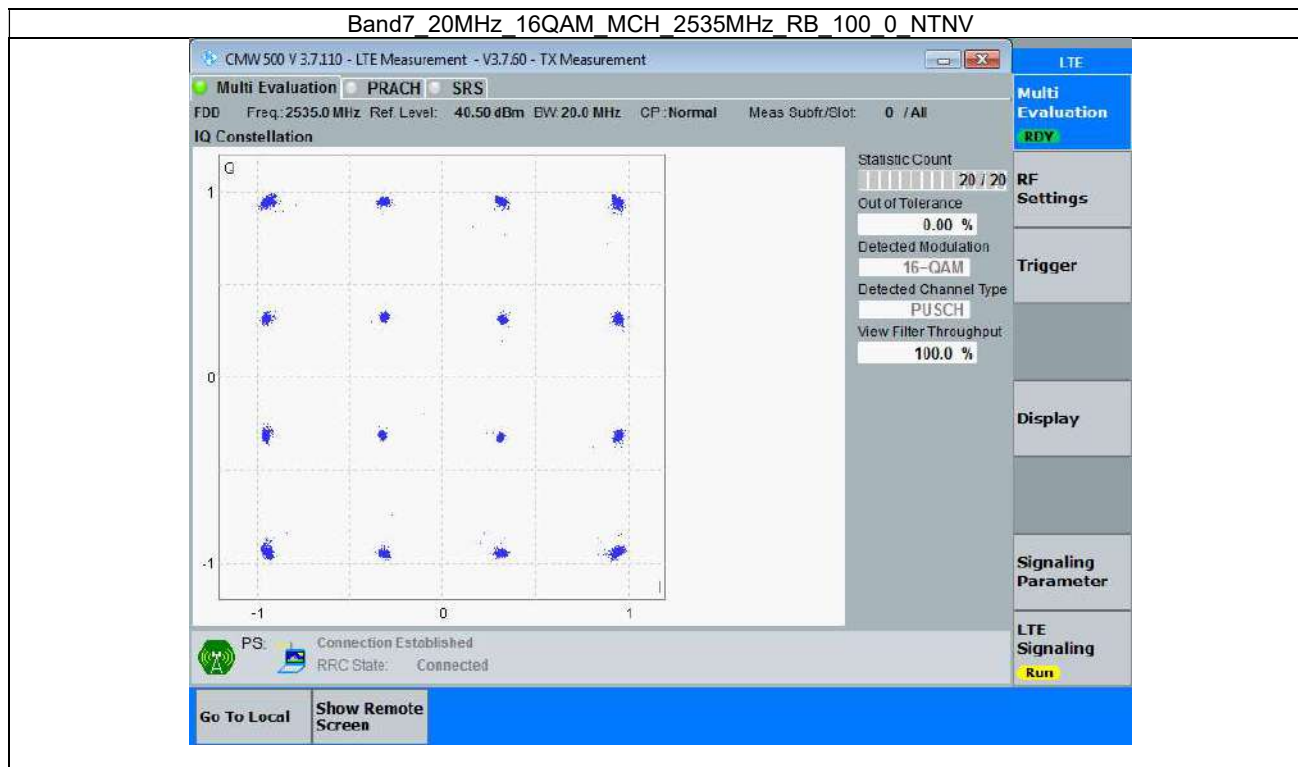 Band7_20MHz_16QAM_MCH_2535MHz_RB_100_0_NTNV
CMW 500 V 3.7.110 - LTE Measurement - V3.7.60 - TX Measurement
LTE
Multi Evaluation PRACH SRS
Multi
Evaluation
RDY
FDD Freq.: 2535.0 MHz Ref. Level: 40.50 dBm BW: 20.0 MHz CP: Normal Meas Subfr/Slot: 0 / All
IQ Constellation
Q
1
0
-1
-1 0 1
I
Statistic Count
20 / 20
Out of Tolerance
0.00 %
Detected Modulation
16-QAM
Detected Channel Type
PUSCH
View Filter Throughput
100.0 %
RF
Settings
Trigger
Display
Signaling
Parameter
LTE
Signaling
Run
PS: Connection Established
RRC State: Connected
Go To Local
Show Remote
Screen